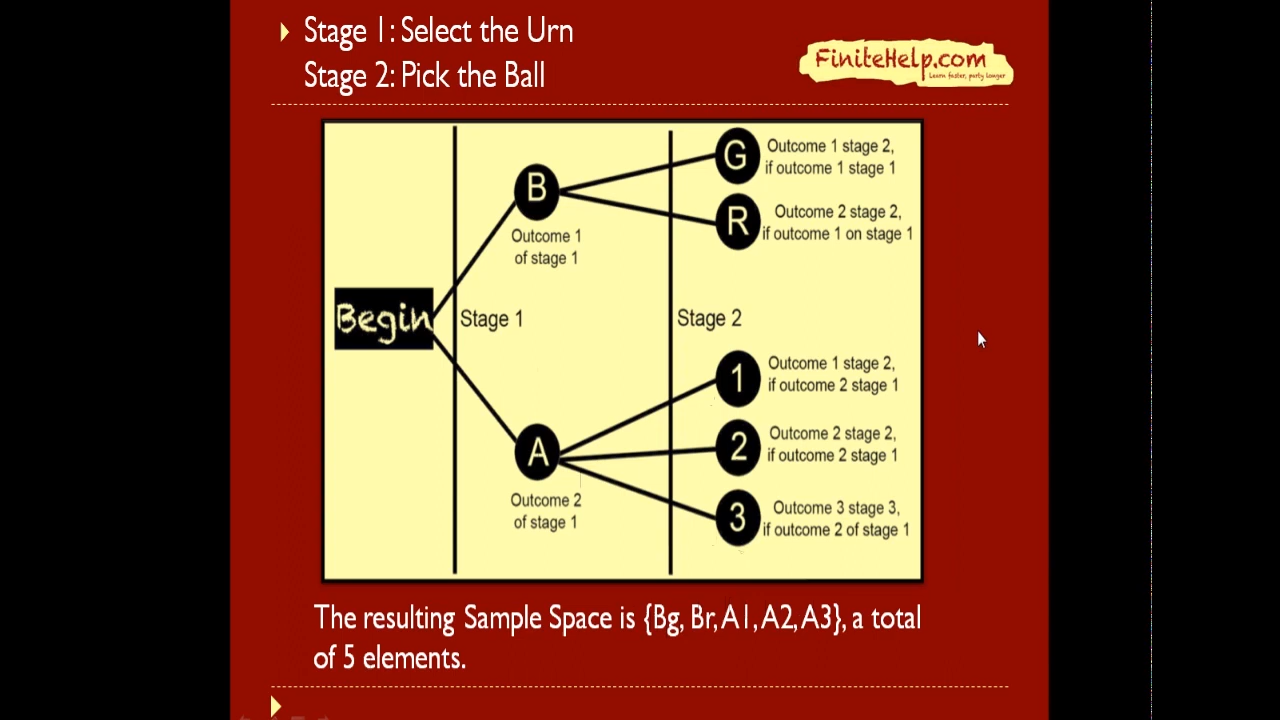 Stage 1: Select the Urn
Stage 2: Pick the Ball
FiniteHelp.com
Learn faster, party longer
G
Outcome 1 stage 2,
if outcome 1 stage 1
B
R
Outcome 2 stage 2,
if outcome 1 on stage 1
Outcome 1
of stage 1
Begin
Stage 1
Stage 2
1
Outcome 1 stage 2,
if outcome 2 stage 1
A
2
Outcome 2 stage 2,
if outcome 2 stage 1
Outcome 2
of stage 1
3
Outcome 3 stage 3,
if outcome 2 of stage 1
The resulting Sample Space is {Bg, Br, A1, A2, A3}, a total
of 5 elements.